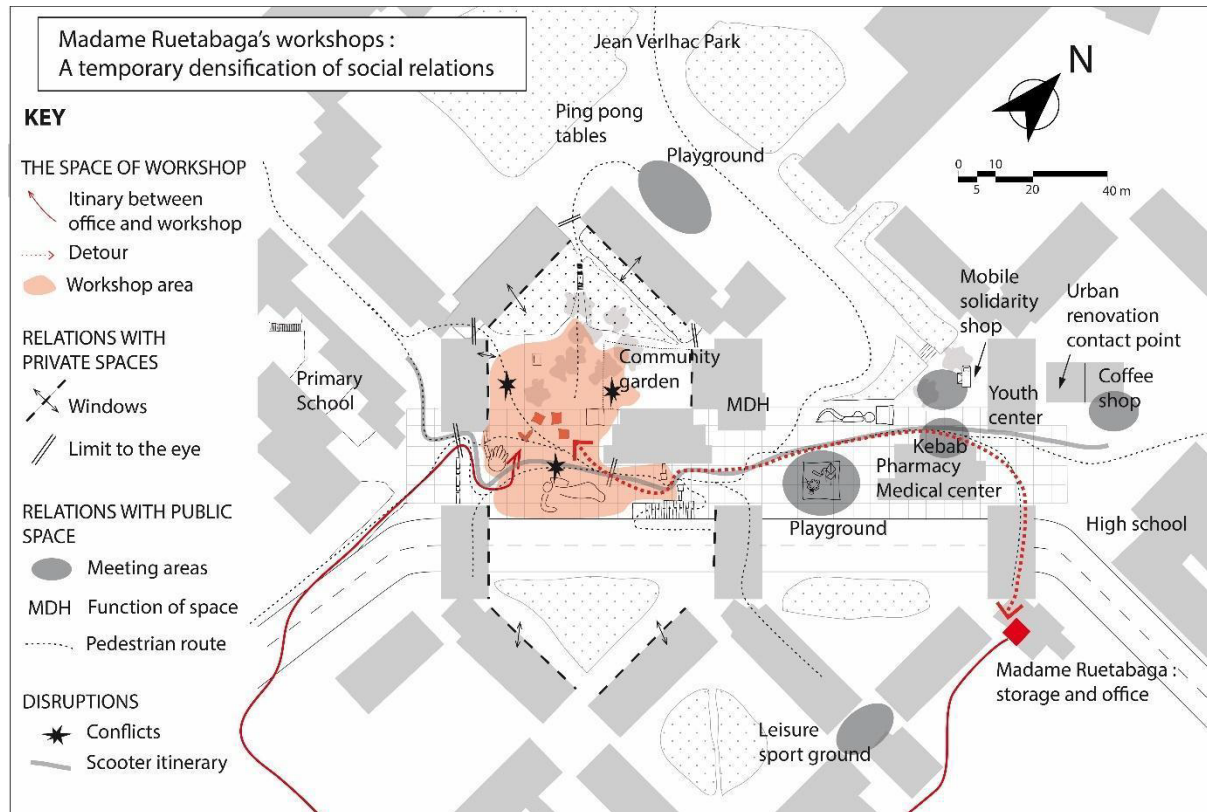 Madame Ruetabaga's workshops :
A temporary densification of social relations
KEY
THE SPACE OF WORKSHOP
Itinary between
office and workshop
Detour
Workshop area
RELATIONS WITH
PRIVATE SPACES
Windows
Limit to the eye
RELATIONS WITH PUBLIC
SPACE
Meeting areas
MDH Function of space
Pedestrian route
DISRUPTIONS
Conflicts
Scooter itinerary
Jean Verlhac Park
N
0 10
5 20 40 m
Ping pong
tables
Playground
Mobile
solidarity
shop
Urban
renovation
contact point
Primary
School
Community
garden
MDH
Youth
center
Coffee
shop
Kebab
Pharmacy
Medical center
Playground
High school
Madame Ruetabaga :
storage and office
Leisure
sport ground